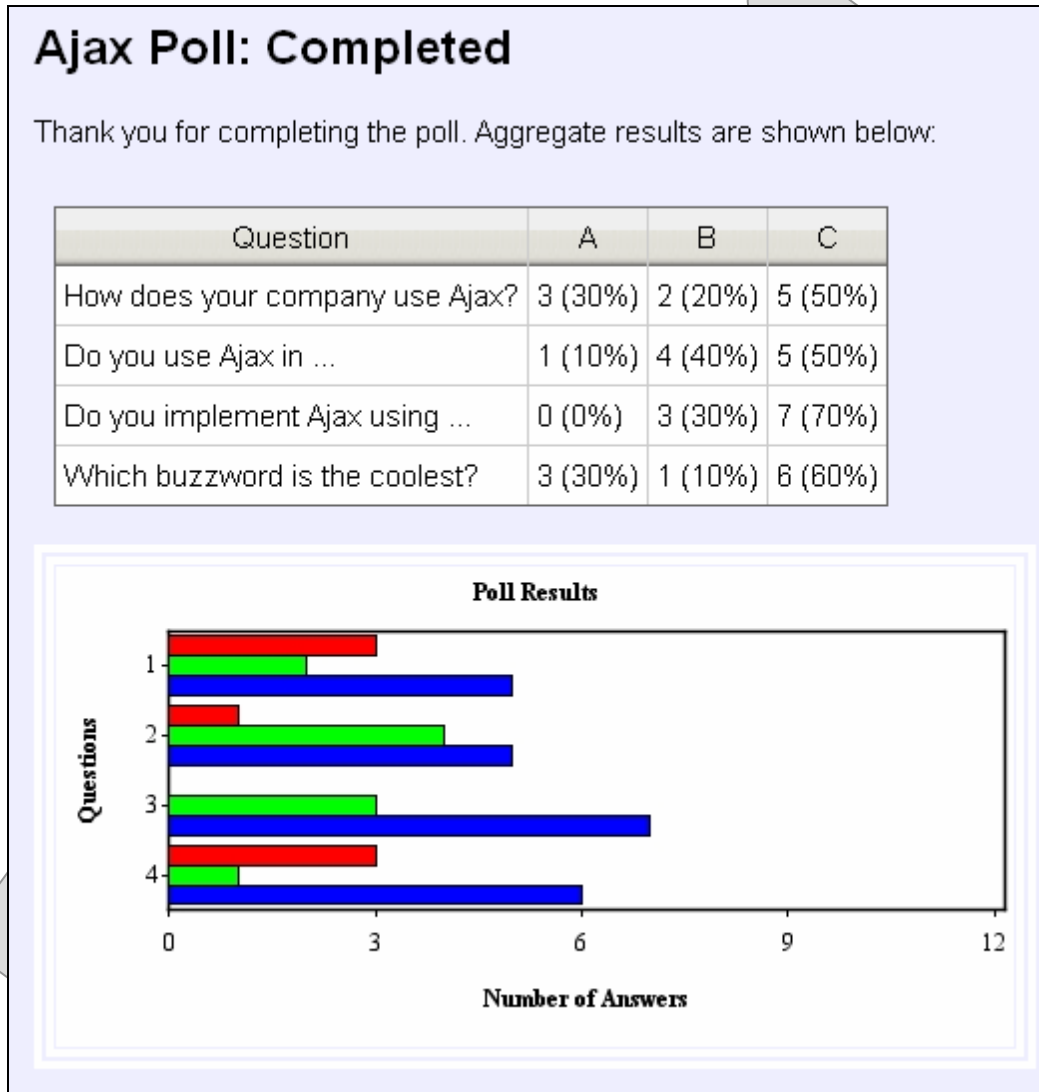 Ajax Poll: Completed
Thank you for completing the poll. Aggregate results are shown below:
Question A B C
How does your company use Ajax? 3 (30%) 2 (20%) 5 (50%)
Do you use Ajax in ... 1 (10%) 4 (40%) 5 (50%)
Do you implement Ajax using ... 0 (0%) 3 (30%) 7 (70%)
Which buzzword is the coolest? 3 (30%) 1 (10%) 6 (60%)
Poll Results
Questions
1
2
3
4
0 3 6 9 12
Number of Answers